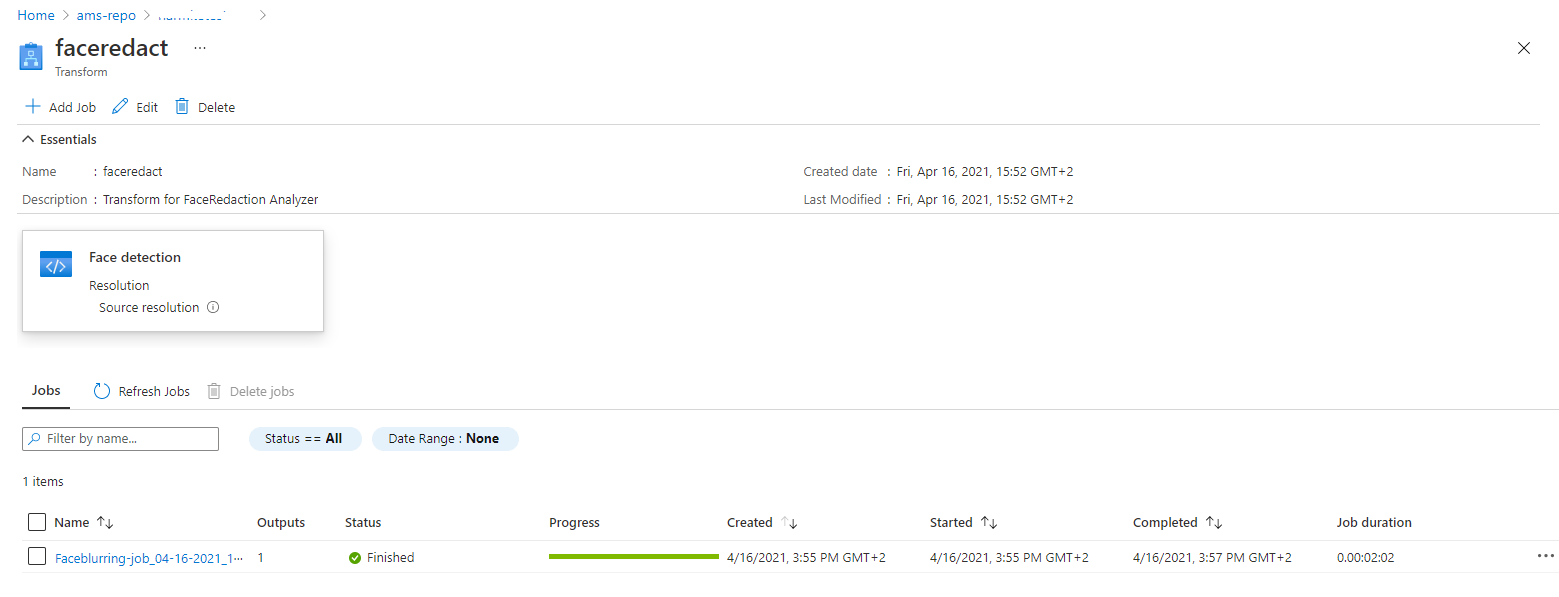 Home > ams-repo > >
faceredact ...
Transform
Add Job Edit Delete
Essentials
Name : faceredact Created date : Fri, Apr 16, 2021, 15:52 GMT+2
Description : Transform for FaceRedaction Analyzer Last Modified : Fri, Apr 16, 2021, 15:52 GMT+2
Face detection
Resolution
Source resolution
Jobs Refresh Jobs Delete jobs
Filter by name... Status == All Date Range : None
1 items
Name Outputs Status Progress Created Started Completed Job duration
Faceblurring-job_04-16-2021_1... 1 Finished 4/16/2021, 3:55 PM GMT+2 4/16/2021, 3:55 PM GMT+2 4/16/2021, 3:57 PM GMT+2 0.00:02:02 ...